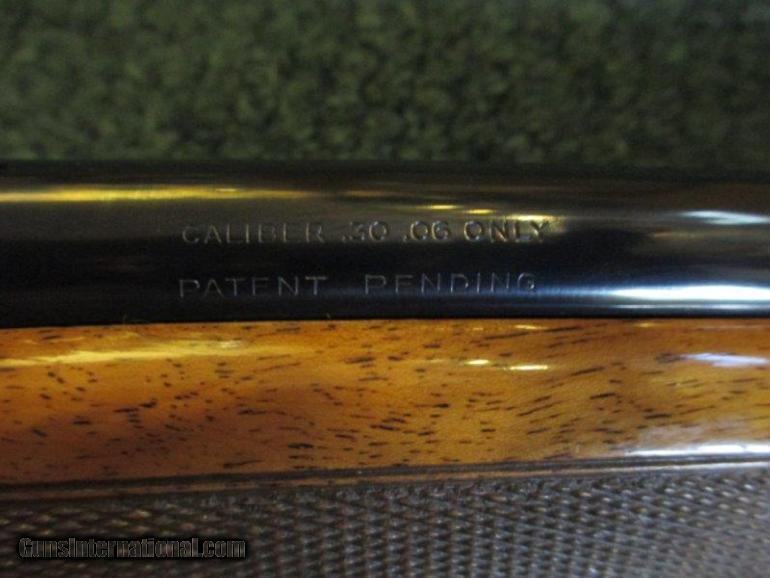 CALIBER .30 .06 ONLY
PATENT PENDING
GunsInternational.com